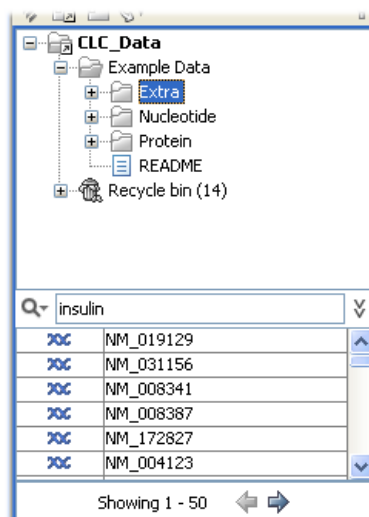 CLC_Data
Example Data
Extra
Nucleotide
Protein
README
Recycle bin (14)
insulin
NM_019129
NM_031156
NM_008341
NM_008387
NM_172827
NM_004123
Showing 1 - 50